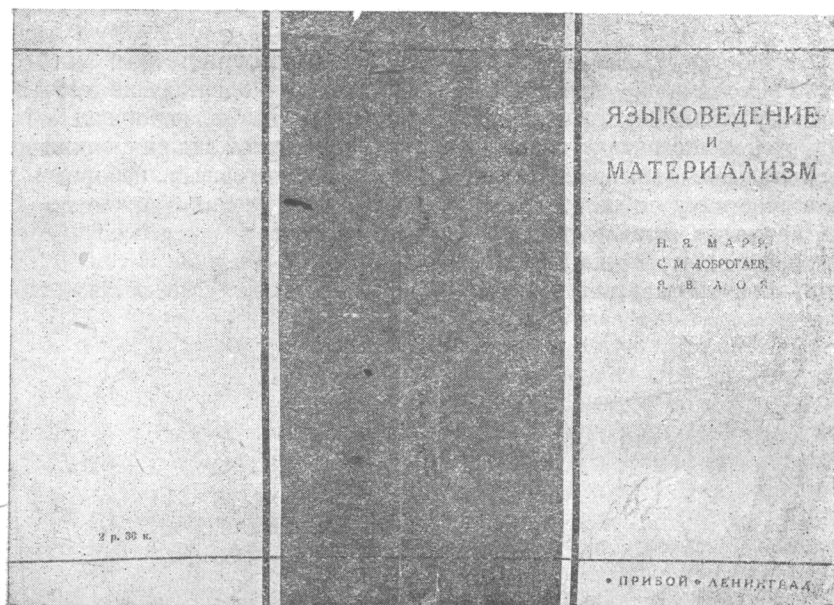 ЯЗЫКОВЕДЕНИЕ
И
МАТЕРИАЛИЗМ
Н. Я. МАРР,
С. М. ДОБРОГАЕВ,
Я. В. ЛОЯ
2 р. 30 к.
• ПРИБОЙ • ЛЕНИНГРАД